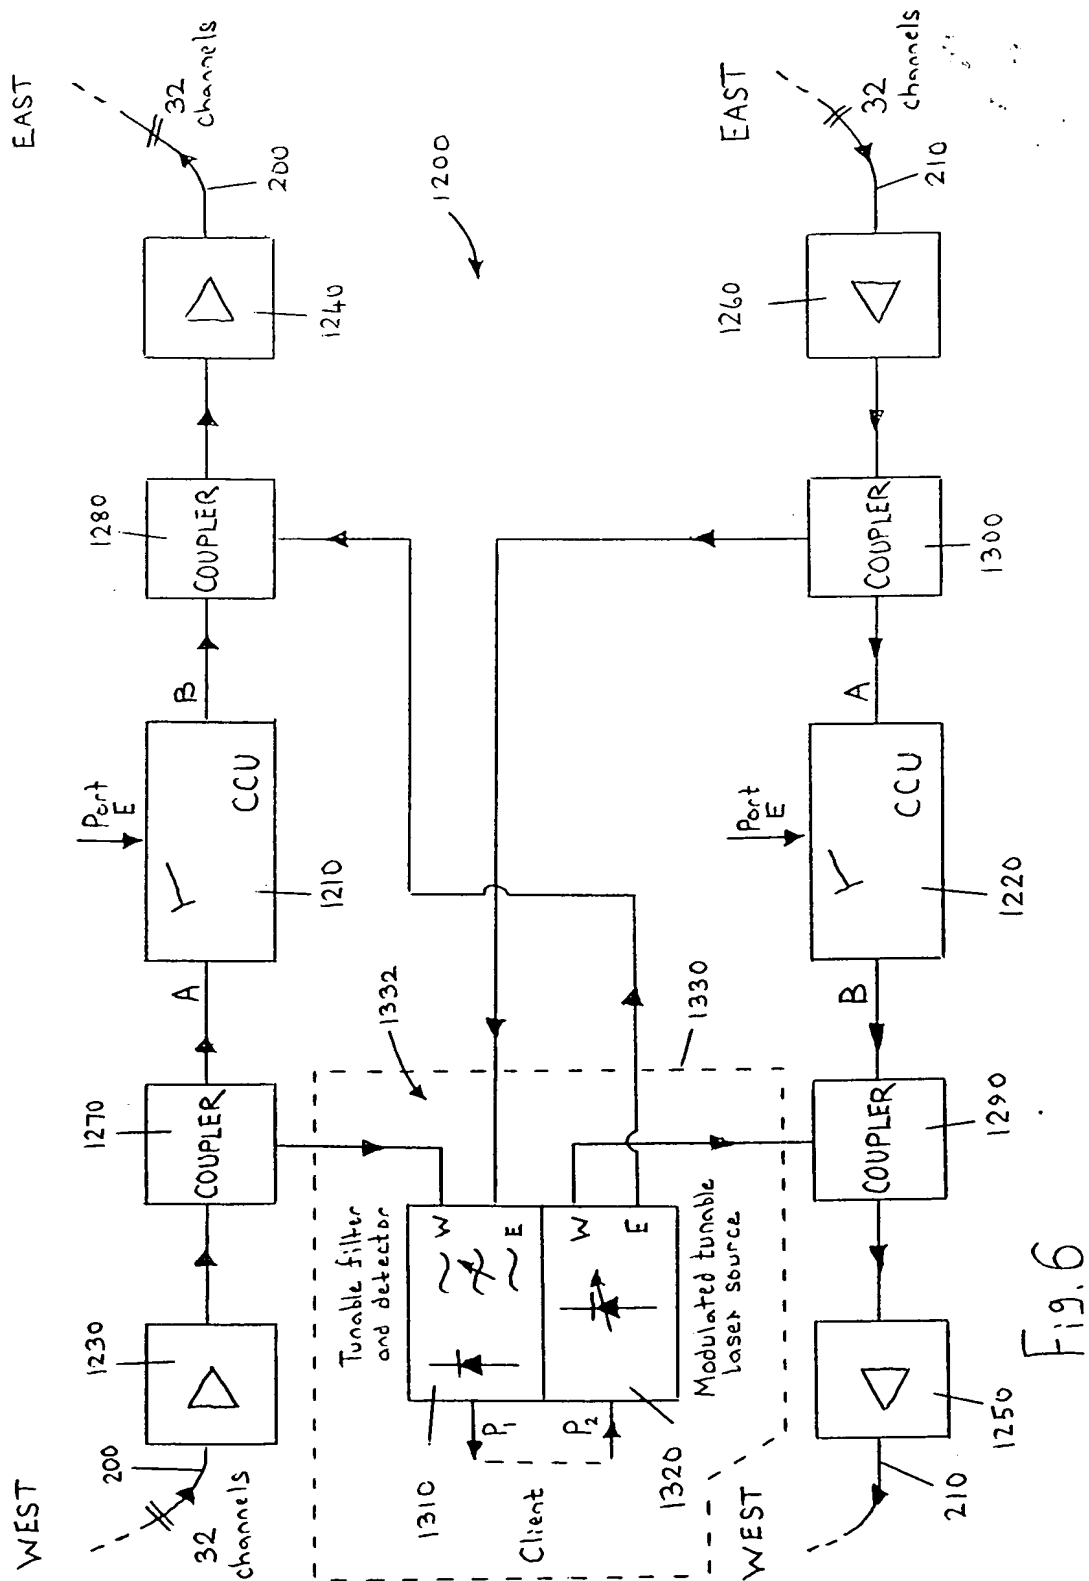 WEST
EAST
200
32
channels
1230
1270
COUPLER
A
Port
E
CCU
1210
B
1280
COUPLER
1240
200
32
channels
1200
1332
1330
Tunable filter
and detector
W
E
W
E
Modulated tunable
laser source
P1
P2
1310
1320
Client
WEST
EAST
210
1250
COUPLER
1290
B
Port
E
CCU
1220
A
COUPLER
1300
1260
210
32
channels
Fig. 6